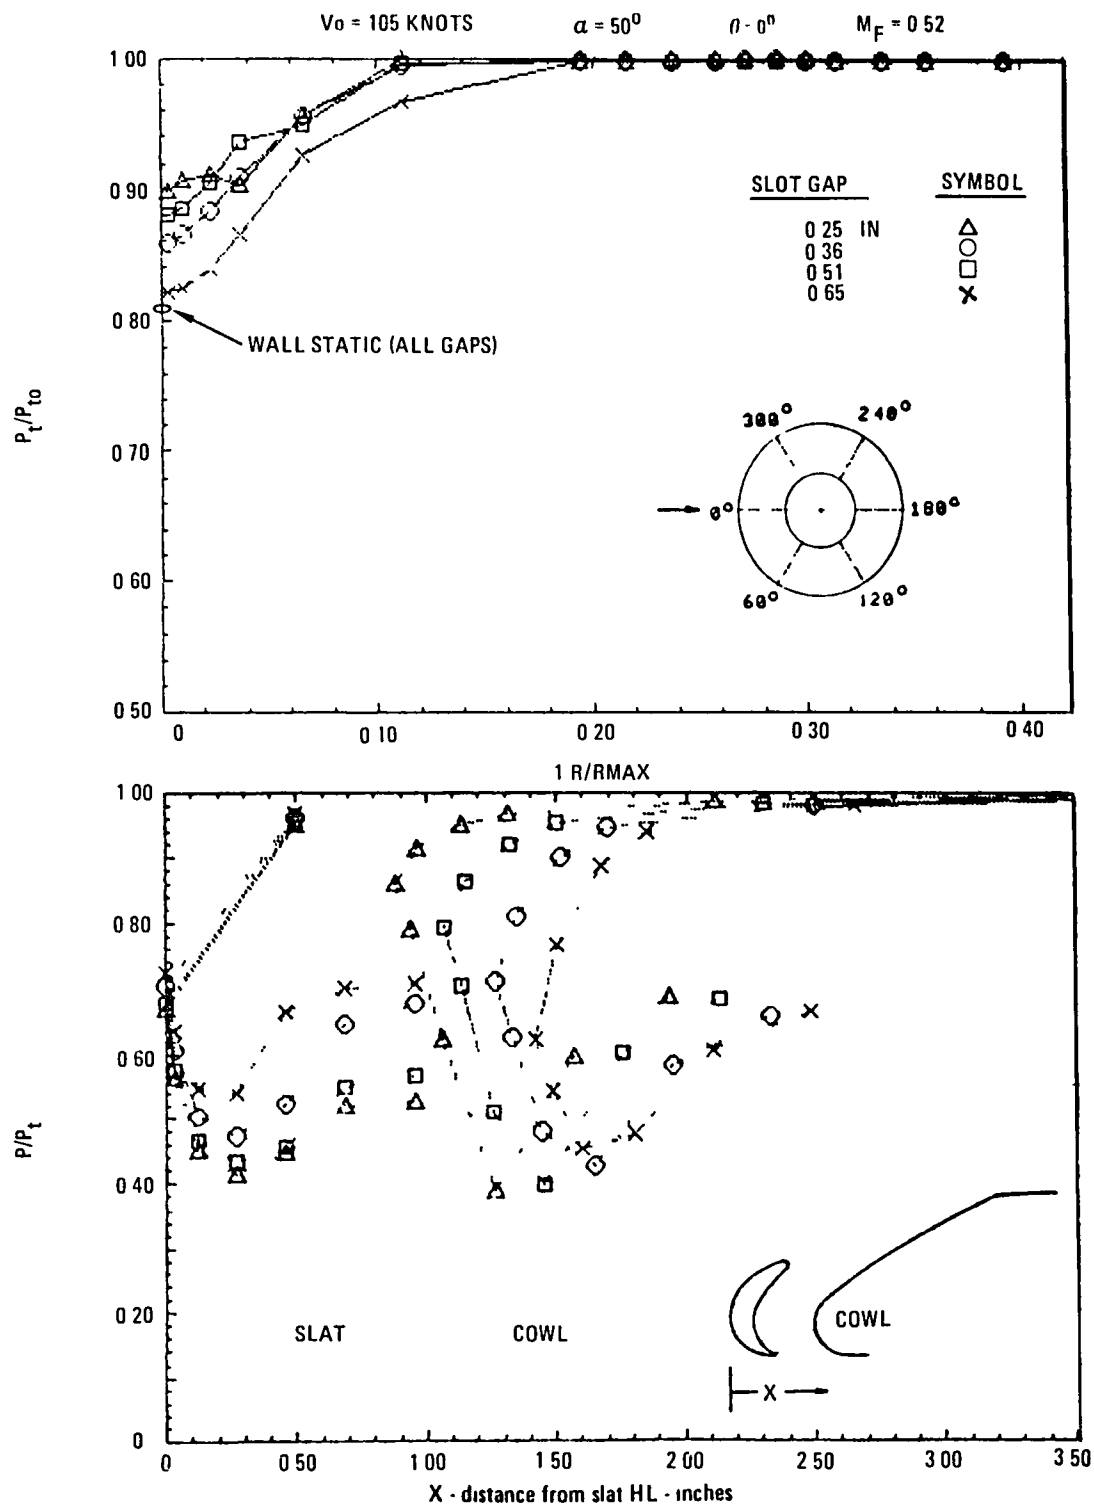 Vo = 105 KNOTS α = 50° θ - 0° M_F = 0 52
1 00
0 90
0 80
0 70
0 60
0 50
P_t/P_to
SLOT GAP SYMBOL
0 25 IN
0 36
0 51
0 65
WALL STATIC (ALL GAPS)
300° 240°
0° 180°
60° 120°
0 0 10 0 20 0 30 0 40
1 R/RMAX
1 00
0 80
0 60
0 40
0 20
0
P/P_t
SLAT COWL COWL
X
0 0 50 1 00 1 50 2 00 2 50 3 00 3 50
X - distance from slat HL - inches